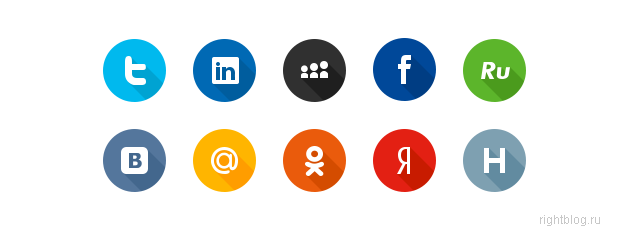 t in f Ru
B @ Я H
rightblog.ru